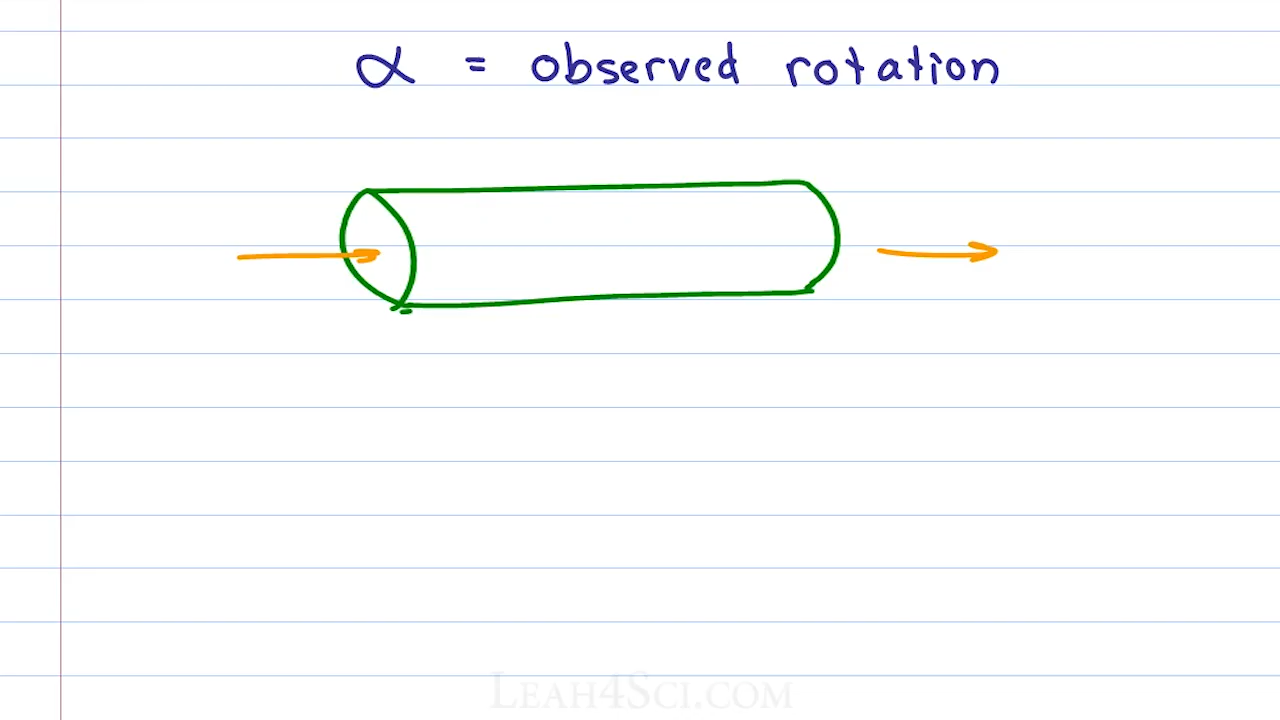 α = observed rotation
LEAH4SCI.COM